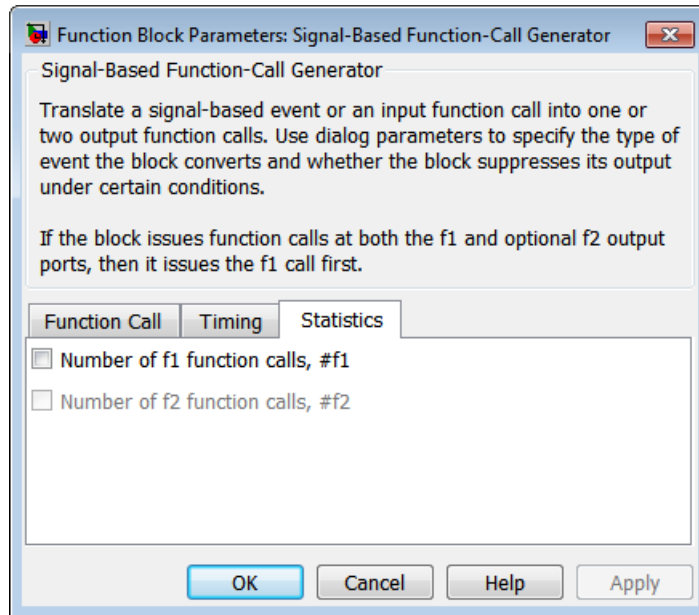 Function Block Parameters: Signal-Based Function-Call Generator
Signal-Based Function-Call Generator
Translate a signal-based event or an input function call into one or
two output function calls. Use dialog parameters to specify the type of
event the block converts and whether the block suppresses its output
under certain conditions.
If the block issues function calls at both the f1 and optional f2 output
ports, then it issues the f1 call first.
Function Call
Timing
Statistics
Number of f1 function calls, #f1
Number of f2 function calls, #f2
OK
Cancel
Help
Apply